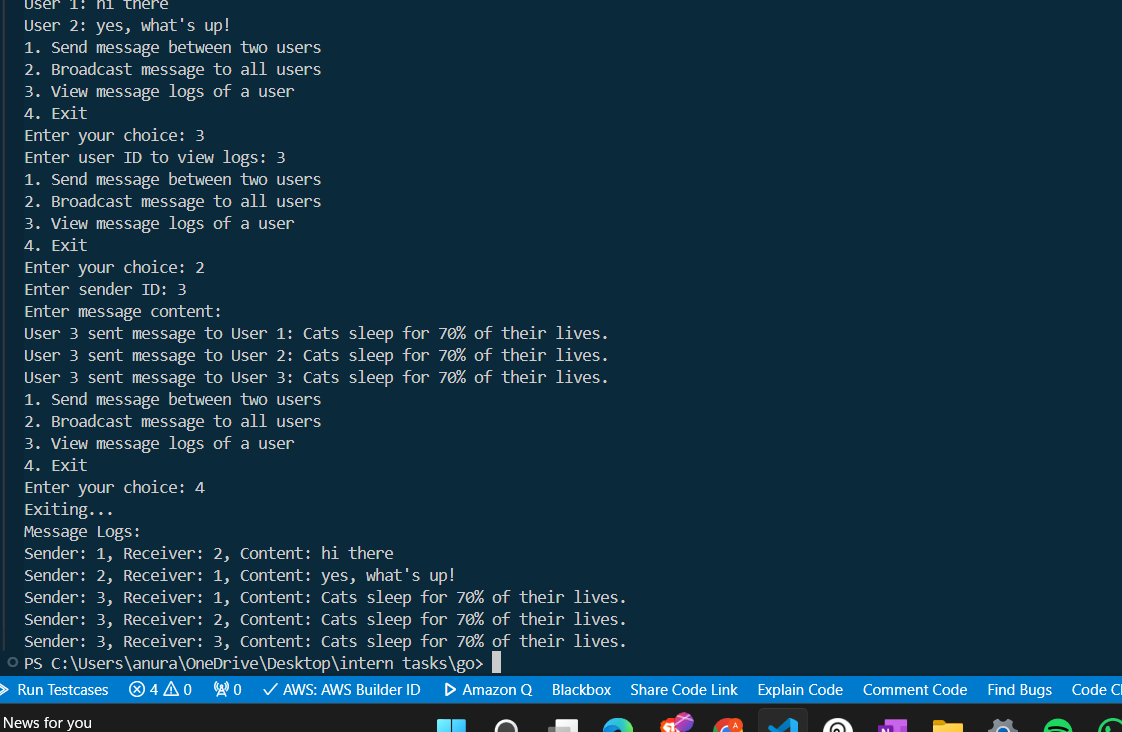 User 1: hi there
User 2: yes, what's up!
1. Send message between two users
2. Broadcast message to all users
3. View message logs of a user
4. Exit
Enter your choice: 3
Enter user ID to view logs: 3
1. Send message between two users
2. Broadcast message to all users
3. View message logs of a user
4. Exit
Enter your choice: 2
Enter sender ID: 3
Enter message content:
User 3 sent message to User 1: Cats sleep for 70% of their lives.
User 3 sent message to User 2: Cats sleep for 70% of their lives.
User 3 sent message to User 3: Cats sleep for 70% of their lives.
1. Send message between two users
2. Broadcast message to all users
3. View message logs of a user
4. Exit
Enter your choice: 4
Exiting...
Message Logs:
Sender: 1, Receiver: 2, Content: hi there
Sender: 2, Receiver: 1, Content: yes, what's up!
Sender: 3, Receiver: 1, Content: Cats sleep for 70% of their lives.
Sender: 3, Receiver: 2, Content: Cats sleep for 70% of their lives.
Sender: 3, Receiver: 3, Content: Cats sleep for 70% of their lives.
PS C:\Users\anura\OneDrive\Desktop\intern tasks\go>
Run Testcases 4 0 0 AWS: AWS Builder ID Amazon Q Blackbox Share Code Link Explain Code Comment Code Find Bugs Code
News for you